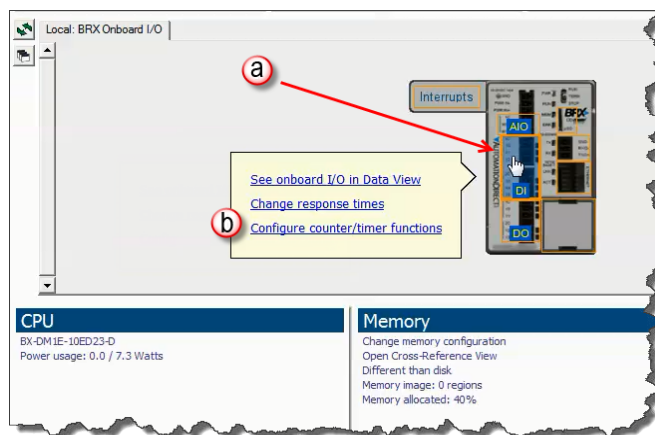 Local: BRX Onboard I/O
a
Interrupts
BRX
AIO
AUTOMATIONDIRECT
See onboard I/O in Data View
DI
Change response times
b
Configure counter/timer functions
DO
CPU
BX-DM1E-10ED23-D
Power usage: 0.0 / 7.3 Watts
Memory
Change memory configuration
Open Cross-Reference View
Different than disk
Memory image: 0 regions
Memory allocated: 40%